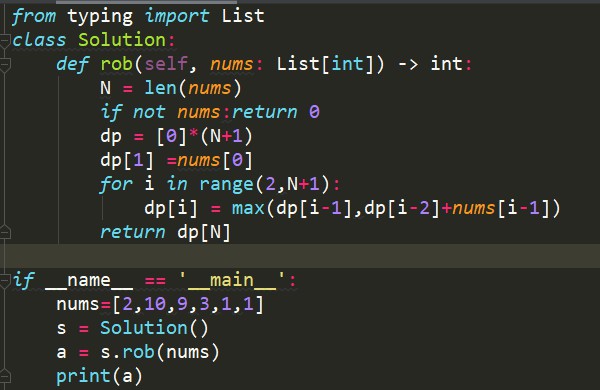 from typing import List
class Solution:
    def rob(self, nums: List[int]) -> int:
        N = len(nums)
        if not nums:return 0
        dp = [0]*(N+1)
        dp[1] =nums[0]
        for i in range(2,N+1):
            dp[i] = max(dp[i-1],dp[i-2]+nums[i-1])
        return dp[N]
if __name__ == '__main__':
    nums=[2,10,9,3,1,1]
    s = Solution()
    a = s.rob(nums)
    print(a)